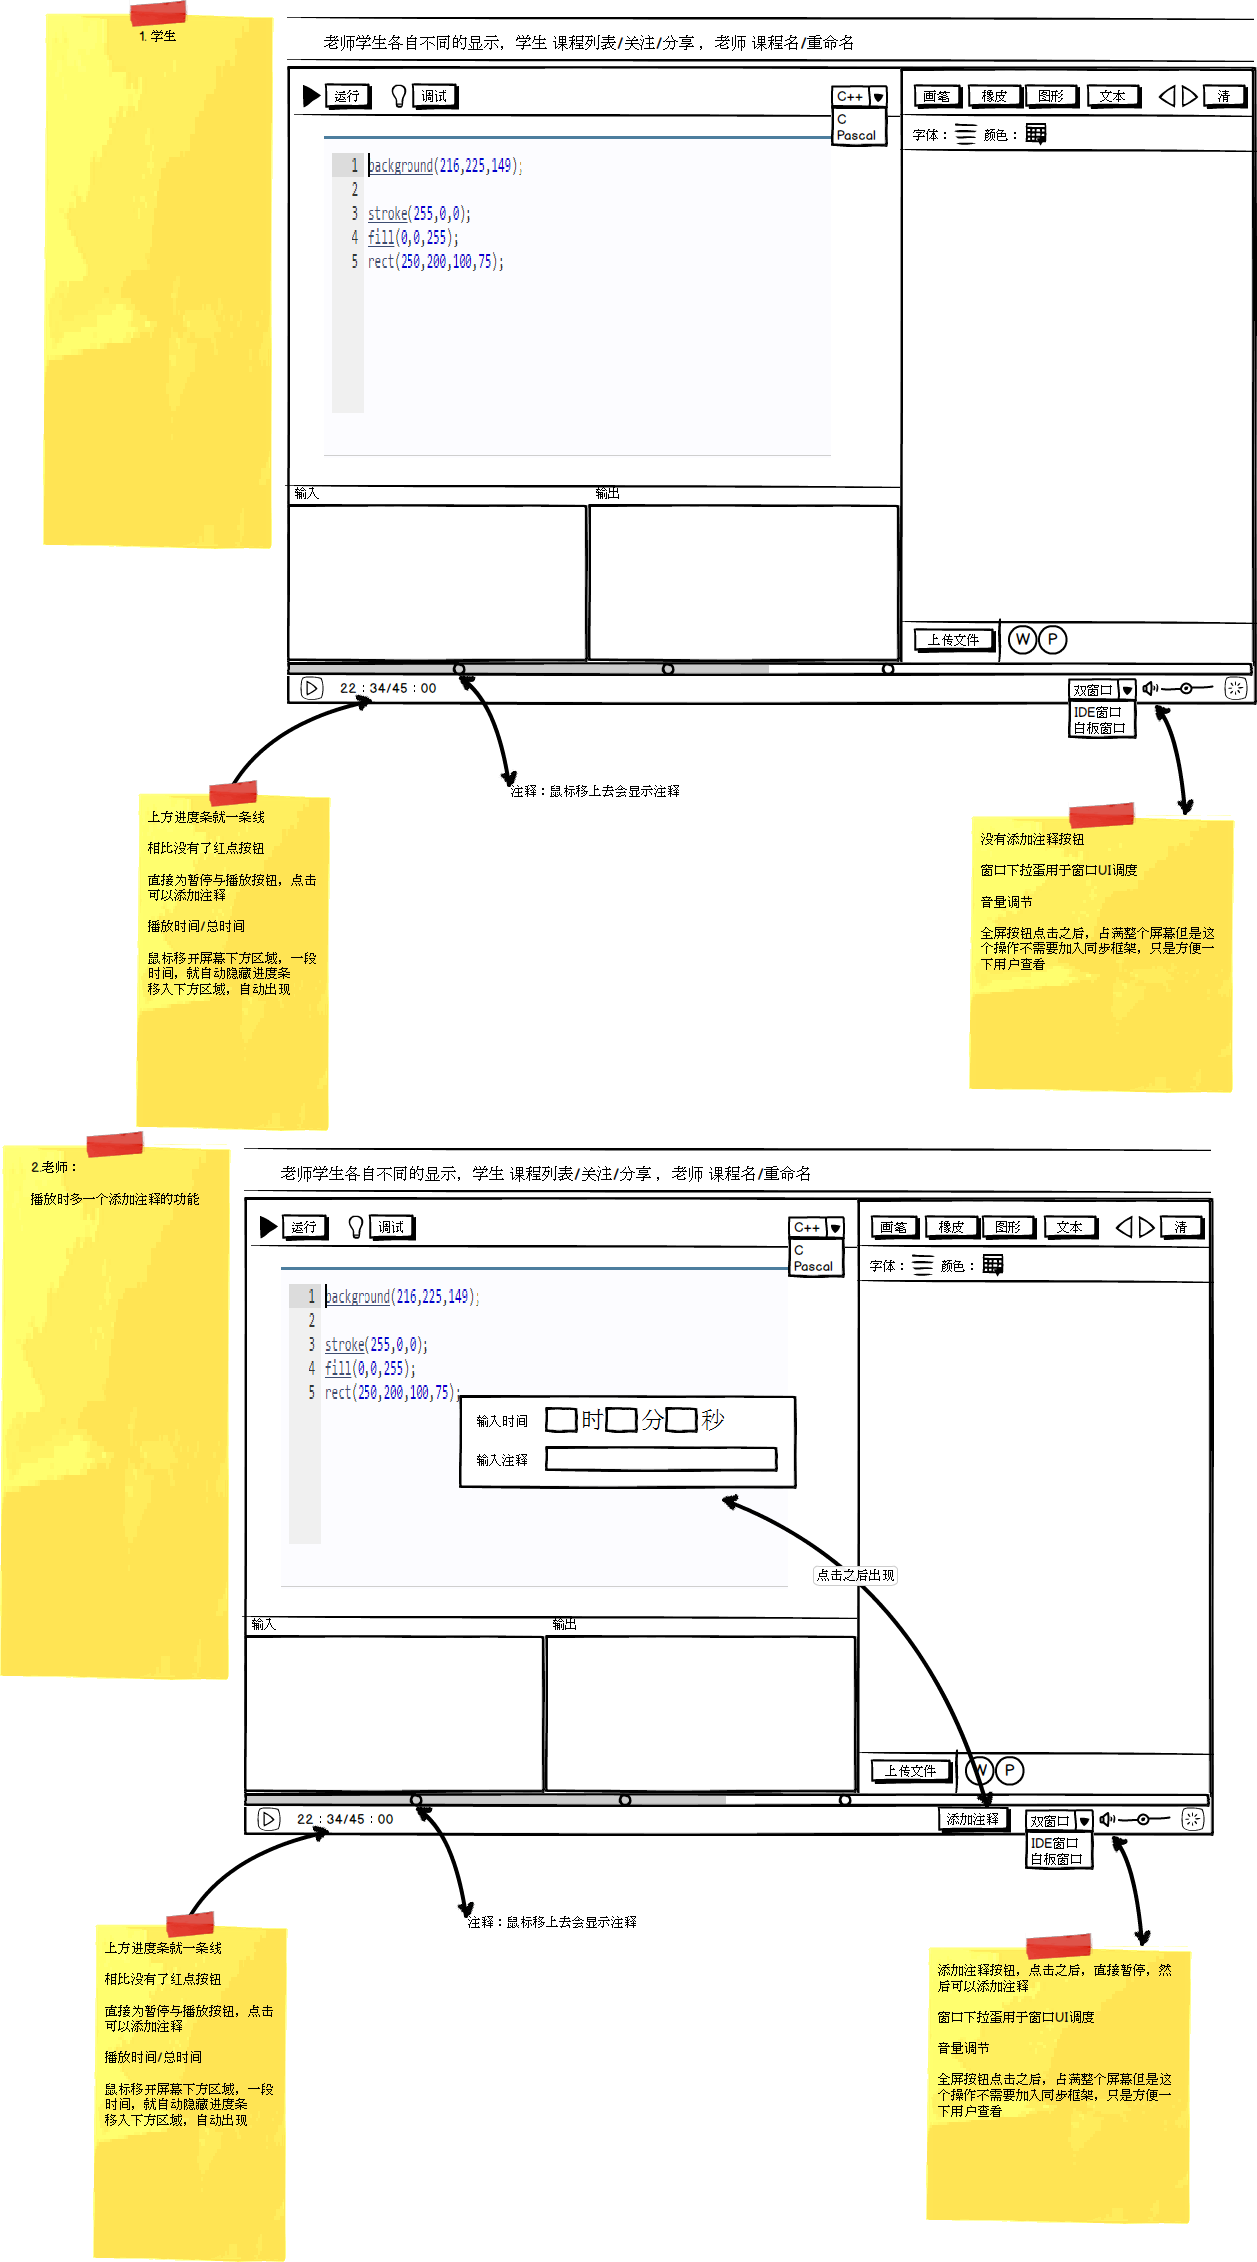 1. 学生
老师学生各自不同的显示，学生 课程列表/关注/分享， 老师 课程名/重命名
运行
调试
C++
C
Pascal
画笔
橡皮
图形
文本
清
字体：
颜色：
1 background(216,225,149);
2
3 stroke(255,0,0);
4 fill(0,0,255);
5 rect(250,200,100,75);
输入
输出
上传文件
W
P
22：34/45：00
双窗口
IDE窗口
白板窗口
注释：鼠标移上去会显示注释
上方进度条就一条线
相比没有了红点按钮
直接为暂停与播放按钮，点击
可以添加注释
播放时间/总时间
鼠标移开屏幕下方区域，一段
时间，就自动隐藏进度条
移入下方区域，自动出现
没有添加注释按钮
窗口下拉蛋用于窗口UI调度
音量调节
全屏按钮点击之后，占满整个屏幕但是这
个操作不需要加入同步框架，只是方便一
下用户查看
2.老师：
播放时多一个添加注释的功能
老师学生各自不同的显示，学生 课程列表/关注/分享， 老师 课程名/重命名
运行
调试
C++
C
Pascal
画笔
橡皮
图形
文本
清
字体：
颜色：
1 background(216,225,149);
2
3 stroke(255,0,0);
4 fill(0,0,255);
5 rect(250,200,100,75);
输入时间 时 分 秒
输入注释
点击之后出现
输入
输出
上传文件
W
P
22：34/45：00
添加注释
双窗口
IDE窗口
白板窗口
注释：鼠标移上去会显示注释
上方进度条就一条线
相比没有了红点按钮
直接为暂停与播放按钮，点击
可以添加注释
播放时间/总时间
鼠标移开屏幕下方区域，一段
时间，就自动隐藏进度条
移入下方区域，自动出现
添加注释按钮，点击之后，直接暂停，然
后可以添加注释
窗口下拉蛋用于窗口UI调度
音量调节
全屏按钮点击之后，占满整个屏幕但是这
个操作不需要加入同步框架，只是方便一
下用户查看